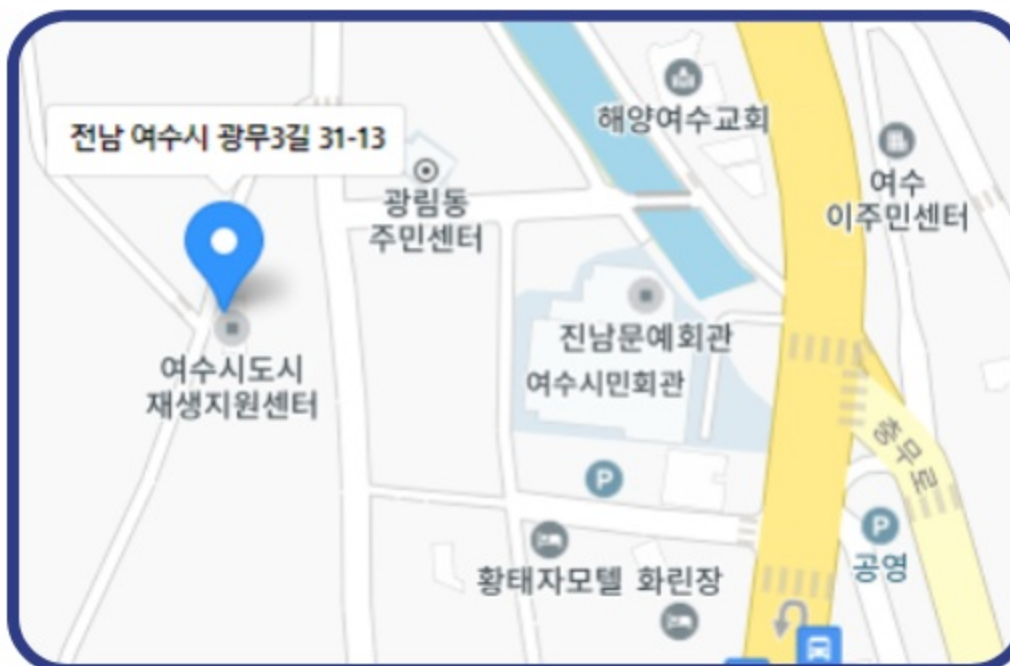 해양여수교회
전남 여수시 광무3길 31-13
여수
이주민센터
광림동
주민센터
진남문예회관
여수시민회관
여수시도시
재생지원센터
충무로
P
P
공영
황태자모텔 화린장